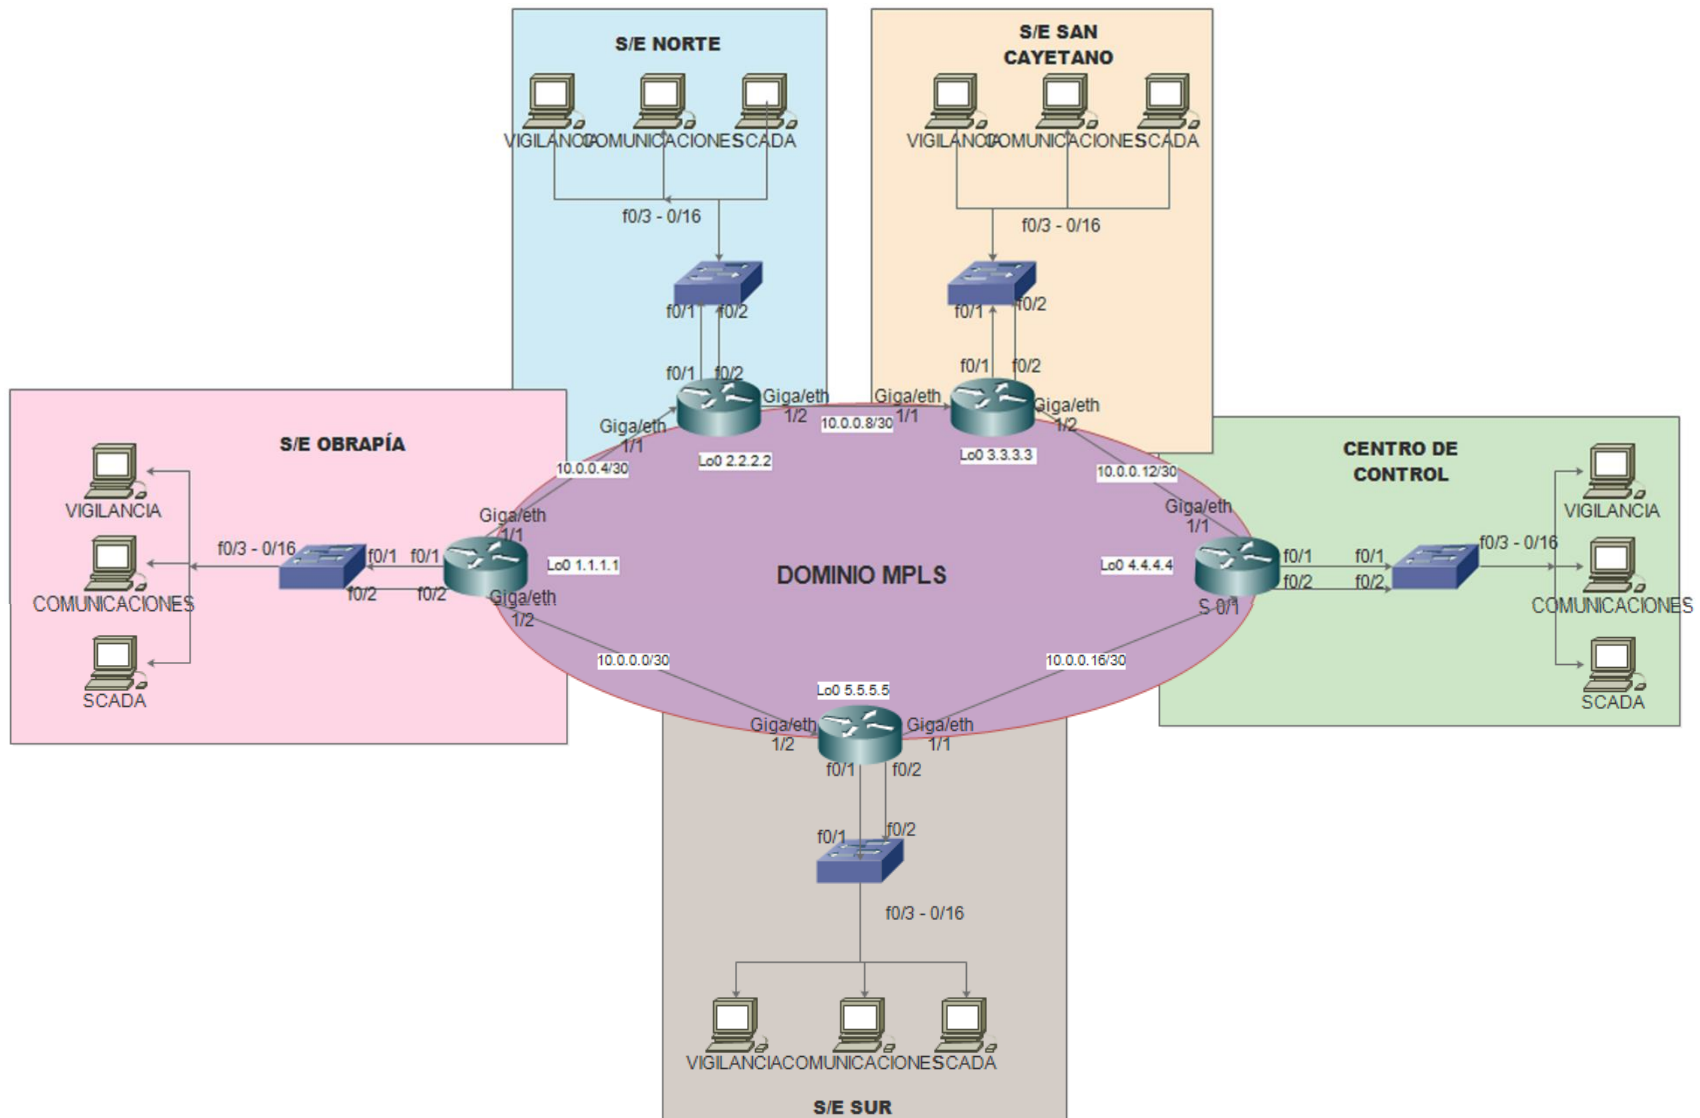 S/E NORTE
VIGILANCIA
COMUNICACIONES
SCADA
f0/3 - 0/16
f0/1
f0/2
f0/1
f0/2
S/E SAN
CAYETANO
VIGILANCIA
COMUNICACIONES
SCADA
f0/3 - 0/16
f0/1
f0/2
f0/1
f0/2
Giga/eth
1/1
Giga/eth
1/2
Lo0 2.2.2.2
10.0.0.8/30
Giga/eth
1/1
Giga/eth
1/2
Lo0 3.3.3.3
10.0.0.4/30
10.0.0.12/30
S/E OBRAPÍA
VIGILANCIA
COMUNICACIONES
SCADA
f0/3 - 0/16
f0/1
f0/2
f0/1
f0/2
Giga/eth
1/1
Giga/eth
1/2
Lo0 1.1.1.1
DOMINIO MPLS
Lo0 4.4.4.4
Giga/eth
1/1
S 0/1
f0/1
f0/2
f0/1
f0/2
f0/3 - 0/16
CENTRO DE
CONTROL
VIGILANCIA
COMUNICACIONES
SCADA
10.0.0.0/30
10.0.0.16/30
Lo0 5.5.5.5
Giga/eth
1/2
Giga/eth
1/1
f0/1
f0/2
f0/1
f0/2
f0/3 - 0/16
VIGILANCIA
COMUNICACIONES
SCADA
S/E SUR